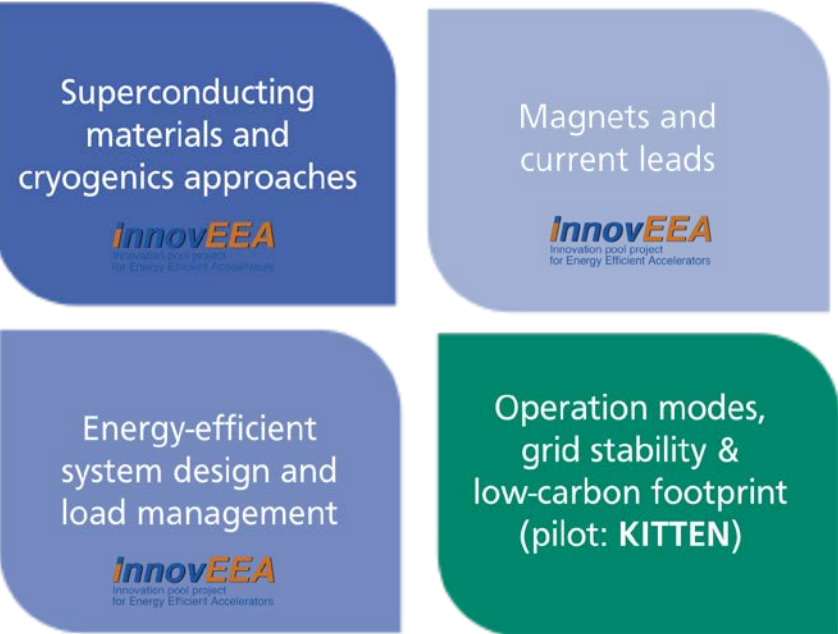 Superconducting
materials and
cryogenics approaches
innovEEA
Innovation pool project
for Energy Efficient Accelerators
Magnets and
current leads
innovEEA
Innovation pool project
for Energy Efficient Accelerators
Energy-efficient
system design and
load management
innovEEA
Innovation pool project
for Energy Efficient Accelerators
Operation modes,
grid stability &
low-carbon footprint
(pilot: KITTEN)